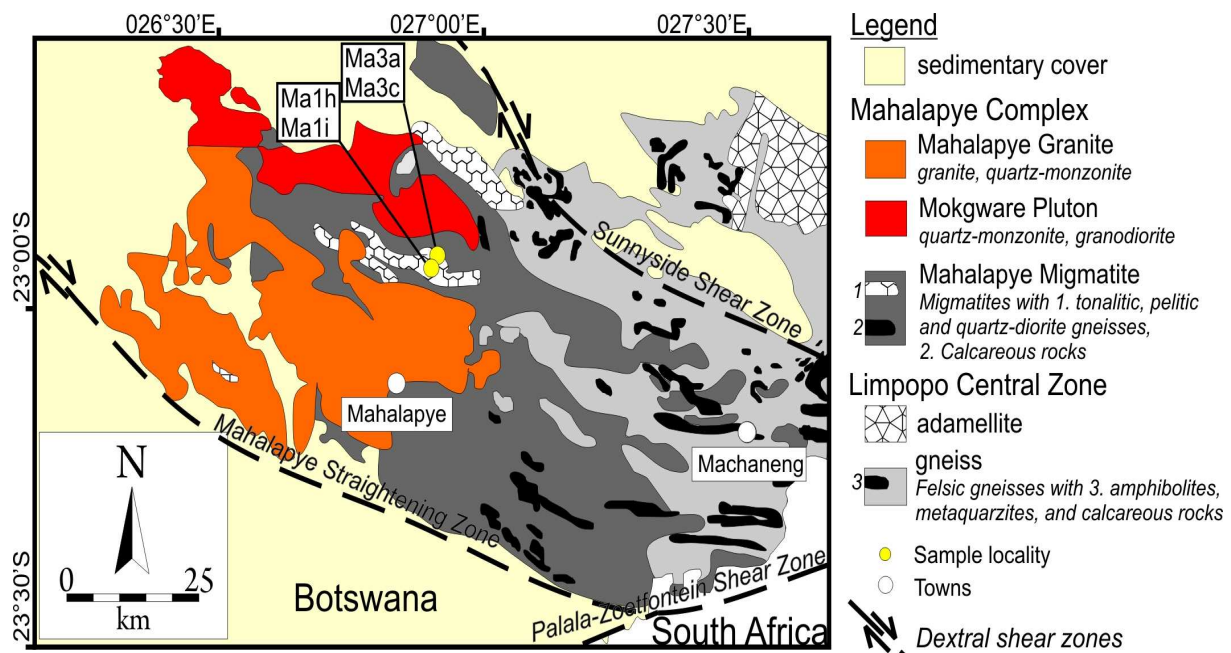 026°30'E
027°00'E
027°30'E
23°00'S
23°30'S
Ma3a
Ma3c
Ma1h
Ma1i
Sunnyside Shear Zone
Mahalapye
Machaneng
Mahalapye Straightening Zone
Palala-Zoetfontein Shear Zone
Botswana
South Africa
N
0 25
km
Legend
sedimentary cover
Mahalapye Complex
Mahalapye Granite
granite, quartz-monzonite
Mokgware Pluton
quartz-monzonite, granodiorite
Mahalapye Migmatite
1 Migmatites with 1. tonalitic, pelitic
2 and quartz-diorite gneisses,
2. Calcareous rocks
Limpopo Central Zone
adamellite
gneiss
3 Felsic gneisses with 3. amphibolites,
metaquarzites, and calcareous rocks
Sample locality
Towns
Dextral shear zones